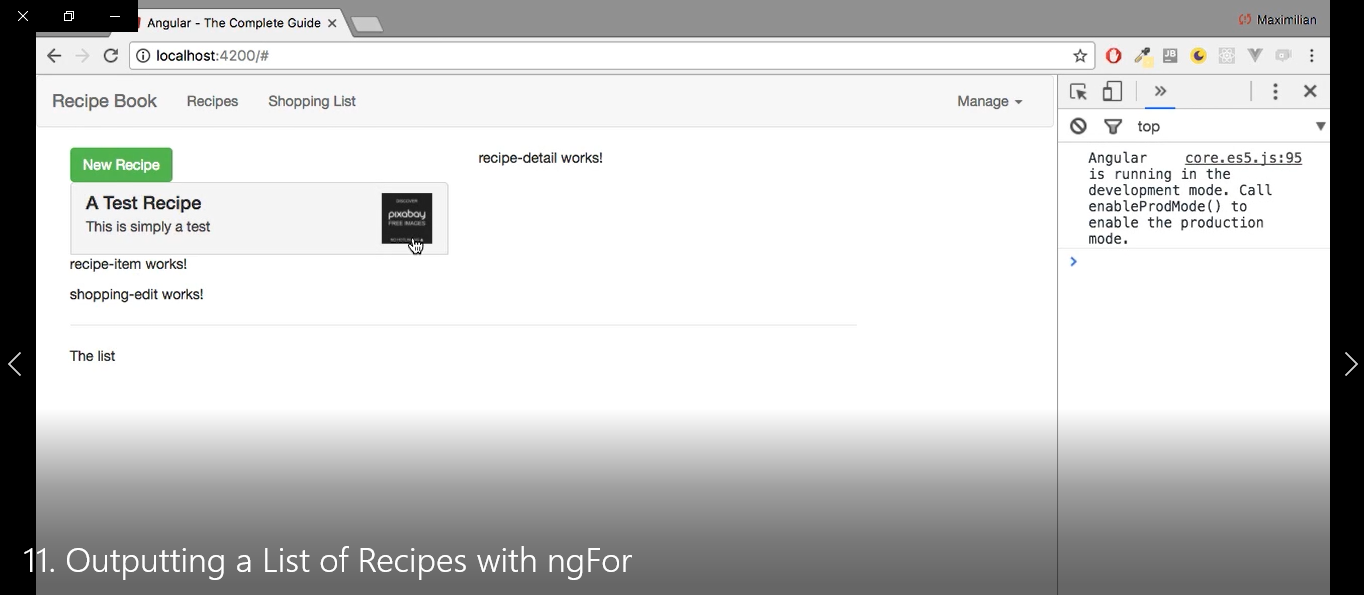 Angular - The Complete Guide
Maximilian
localhost:4200/#
Recipe Book Recipes Shopping List Manage
top
New Recipe
recipe-detail works!
A Test Recipe
This is simply a test
DISCOVER
pixabay
FREE IMAGES
recipe-item works!
shopping-edit works!
The list
Angular core.es5.js:95
is running in the
development mode. Call
enableProdMode() to
enable the production
mode.
11. Outputting a List of Recipes with ngFor